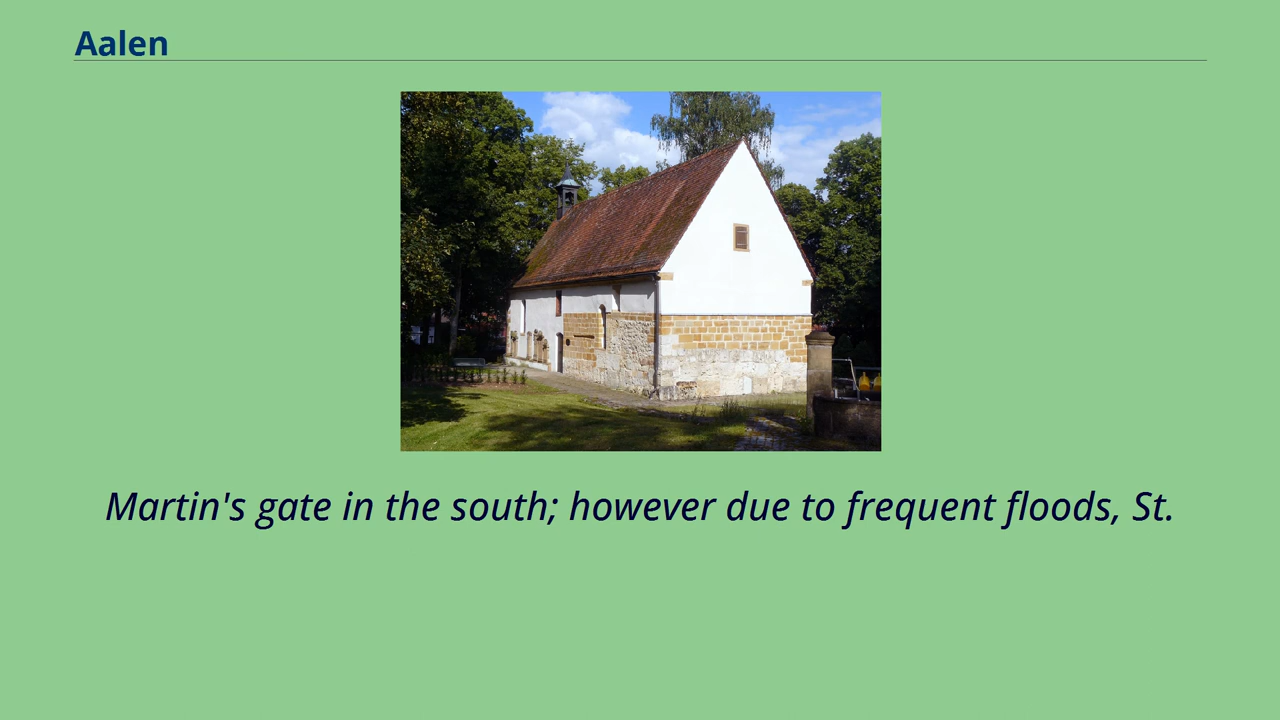 Aalen
Martin's gate in the south; however due to frequent floods, St.